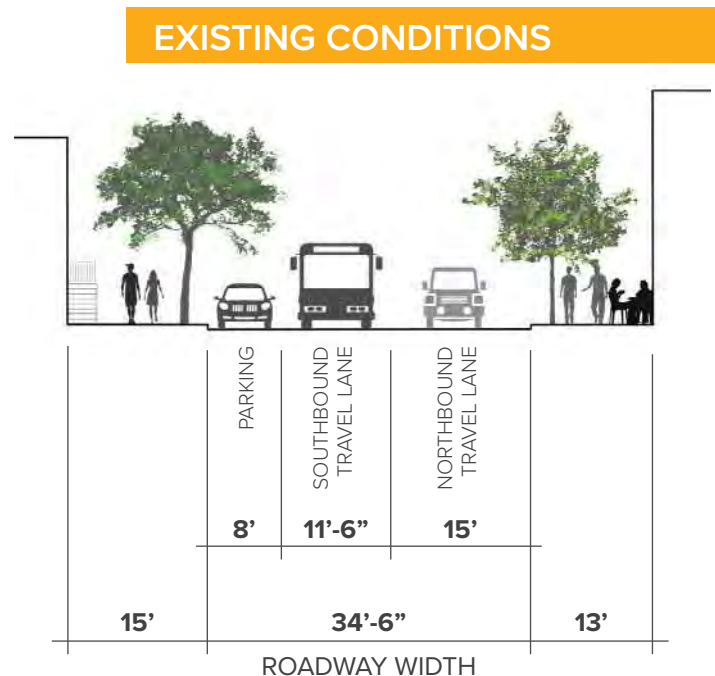 EXISTING CONDITIONS
PARKING
SOUTHBOUND
TRAVEL LANE
NORTHBOUND
TRAVEL LANE
8’ 11’-6” 15’
15’ 34’-6” 13’
ROADWAY WIDTH